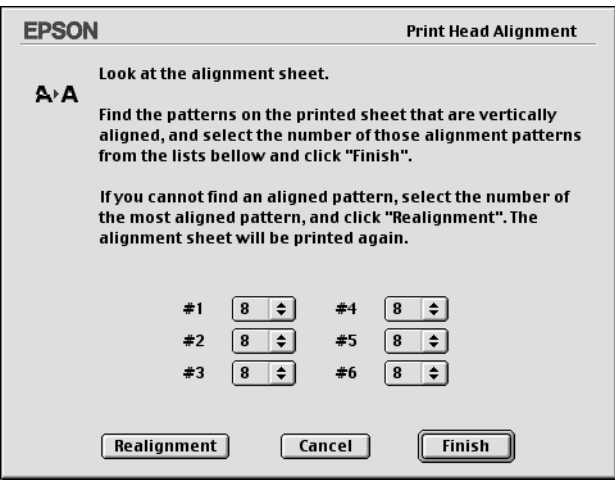 EPSON Print Head Alignment
A›A Look at the alignment sheet.
Find the patterns on the printed sheet that are vertically
aligned, and select the number of those alignment patterns
from the lists bellow and click "Finish".
If you cannot find an aligned pattern, select the number of
the most aligned pattern, and click "Realignment". The
alignment sheet will be printed again.
#1 8 #4 8
#2 8 #5 8
#3 8 #6 8
Realignment Cancel Finish